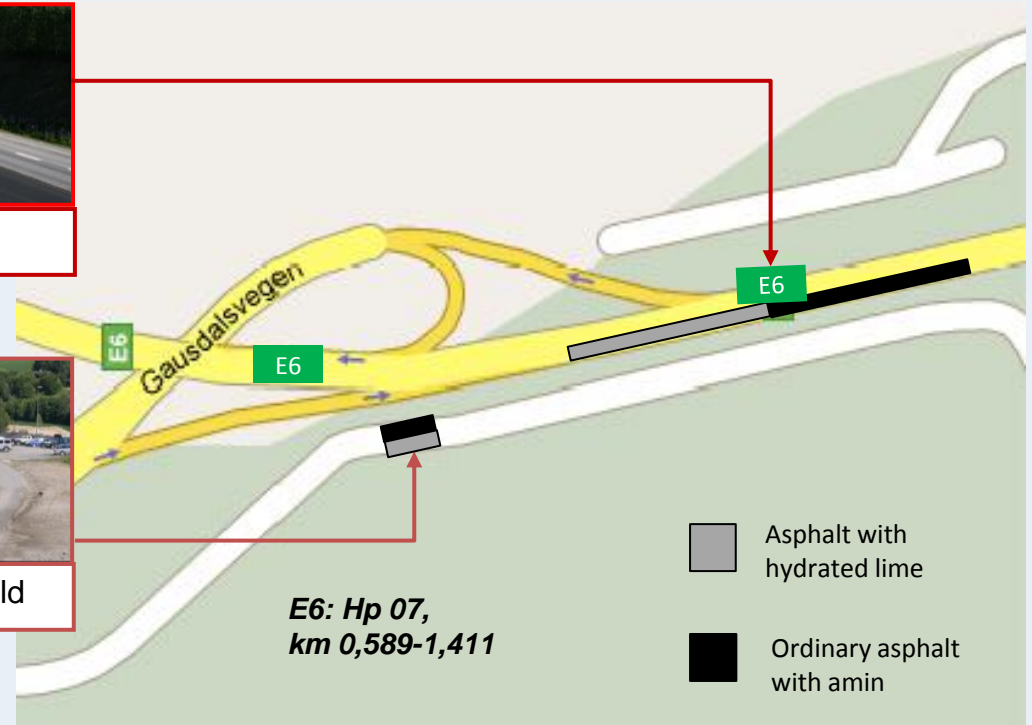 E6
Gausdalsvegen
E6
E6
ld
E6: Hp 07,
km 0,589-1,411
Asphalt with
hydrated lime
Ordinary asphalt
with amin